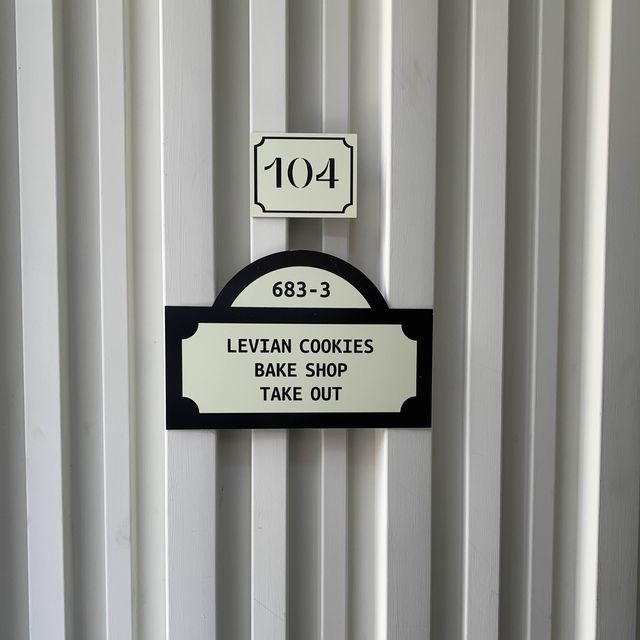 104
683-3
LEVIAN COOKIES
BAKE SHOP
TAKE OUT